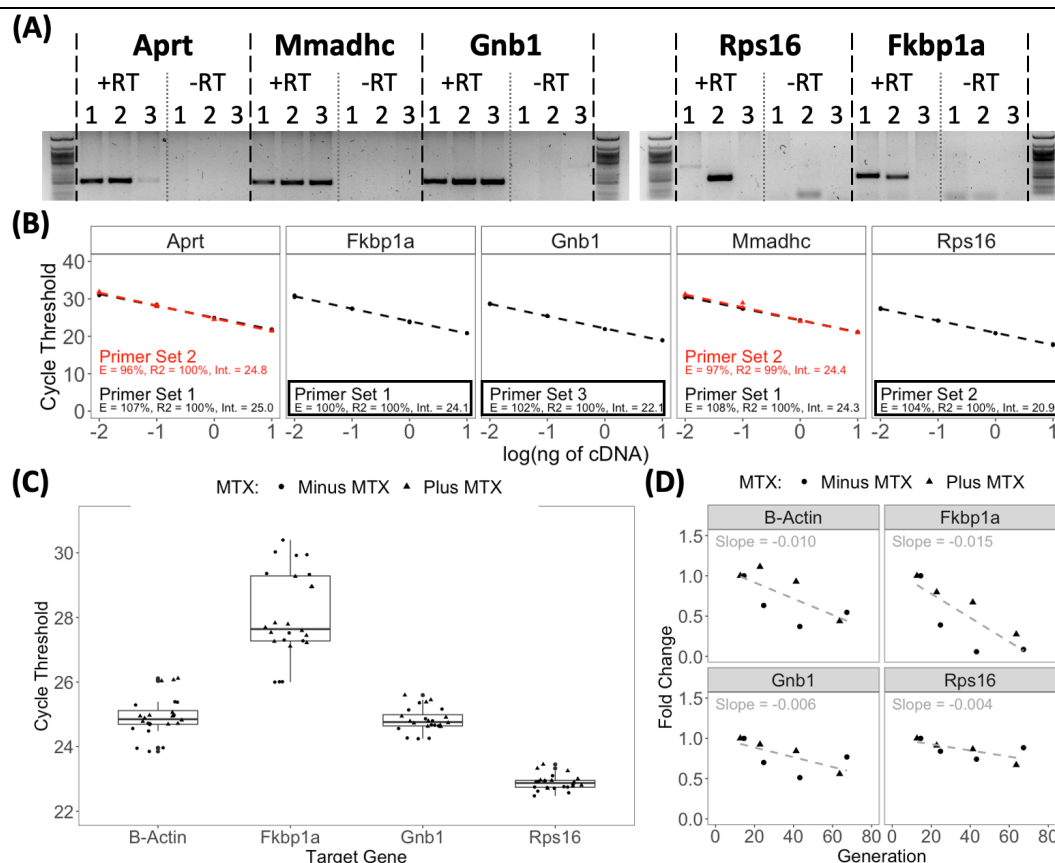 (A)
Aprt Mmadhc Gnb1 Rps16 Fkbp1a
+RT -RT +RT -RT +RT -RT +RT -RT +RT -RT
1 2 3 1 2 3 1 2 3 1 2 3 1 2 3 1 2 3 1 2 3 1 2 3 1 2 3 1 2 3
(B)
Aprt Fkbp1a Gnb1 Mmadhc Rps16
Cycle Threshold
40
30
20
10
0
Primer Set 2
E = 96%, R2 = 100%, Int. = 24.8
Primer Set 1
E = 107%, R2 = 100%, Int. = 25.0
Primer Set 1
E = 100%, R2 = 100%, Int. = 24.1
Primer Set 3
E = 102%, R2 = 100%, Int. = 22.1
Primer Set 2
E = 97%, R2 = 99%, Int. = 24.4
Primer Set 1
E = 108%, R2 = 100%, Int. = 24.3
Primer Set 2
E = 104%, R2 = 100%, Int. = 20.9
-2 -1 0 1 -2 -1 0 1 -2 -1 0 1 -2 -1 0 1 -2 -1 0 1
log(ng of cDNA)
(C)
MTX: Minus MTX Plus MTX
Cycle Threshold
30
28
26
24
22
B-Actin Fkbp1a Gnb1 Rps16
Target Gene
(D)
MTX: Minus MTX Plus MTX
B-Actin Fkbp1a
Slope = -0.010 Slope = -0.015
1.5
1.0
0.5
0.0
Fold Change
Gnb1 Rps16
Slope = -0.006 Slope = -0.004
1.5
1.0
0.5
0.0
0 20 40 60 80 0 20 40 60 80
Generation